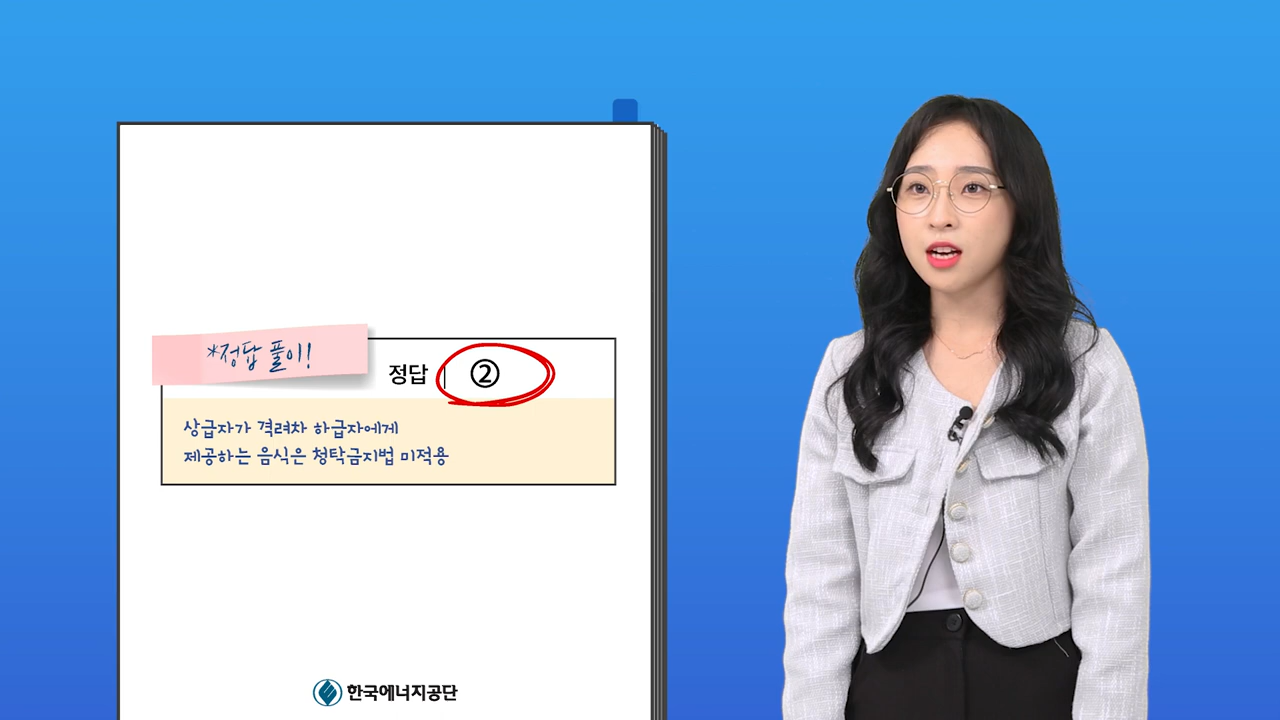 *정답 풀이!
정답 ②
상급자가 격려차 하급자에게
제공하는 음식은 청탁금지법 미적용
한국에너지공단